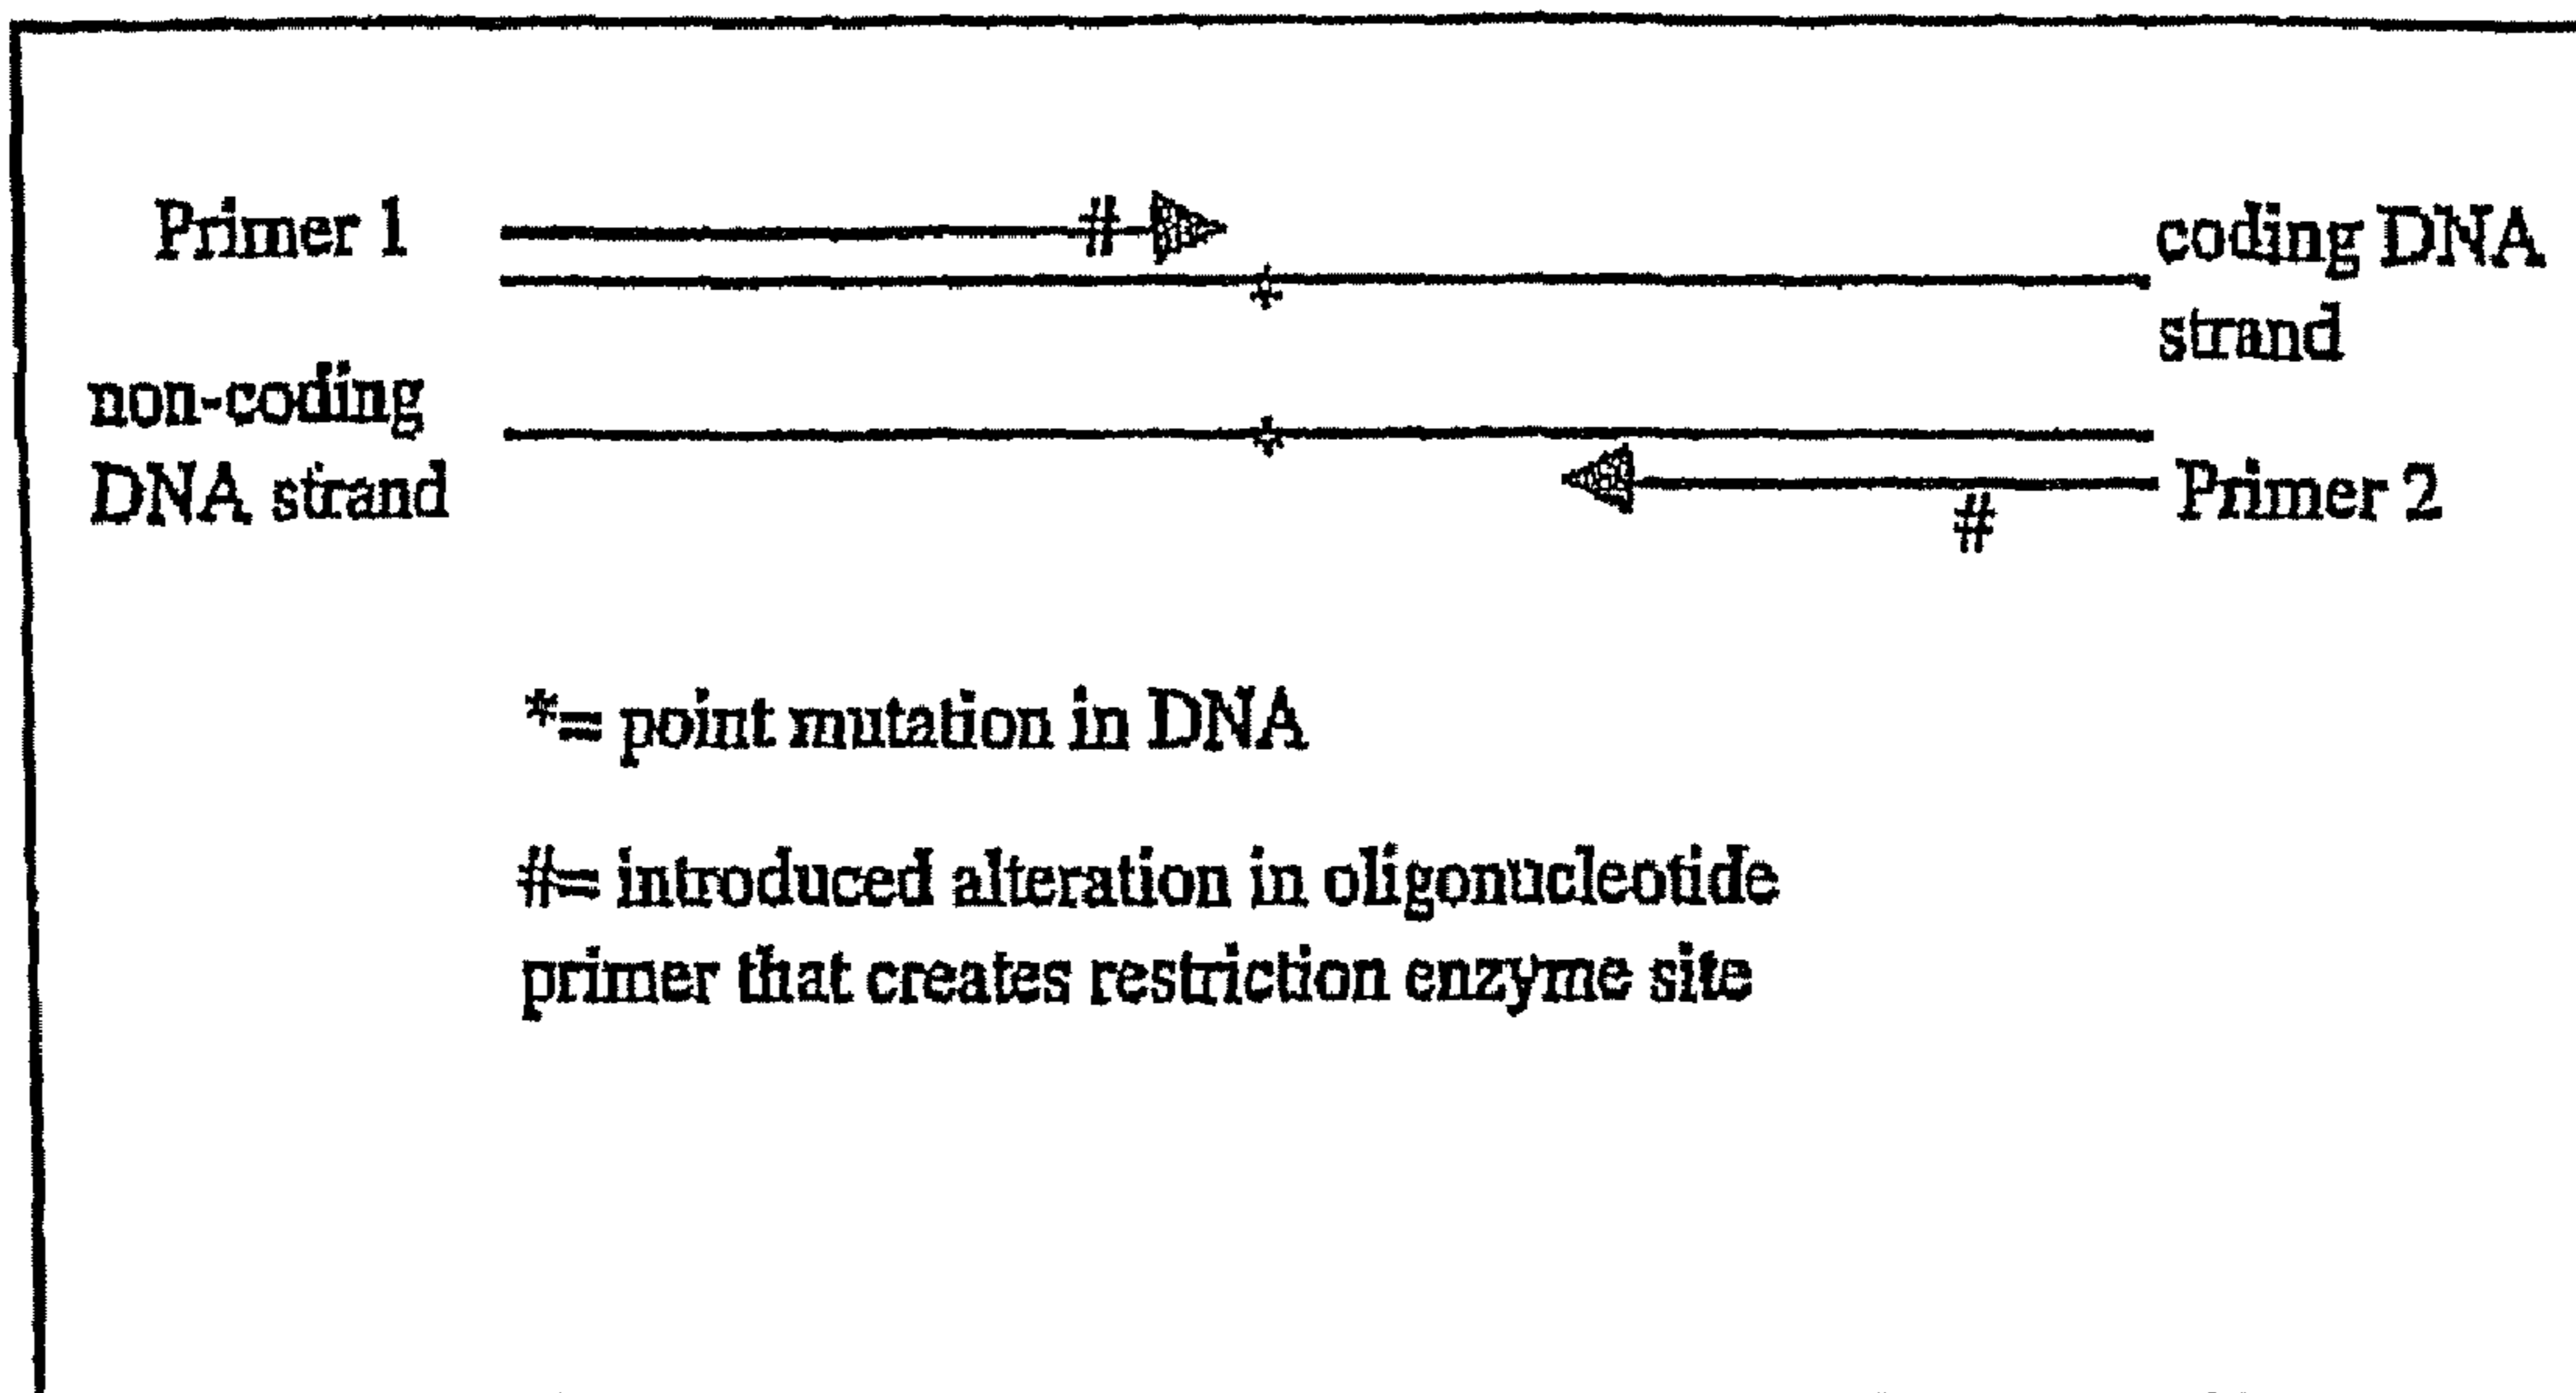 Primer 1
#
coding DNA
strand
*
non-coding
DNA strand
*
Primer 2
#
*= point mutation in DNA
#= introduced alteration in oligonucleotide
primer that creates restriction enzyme site